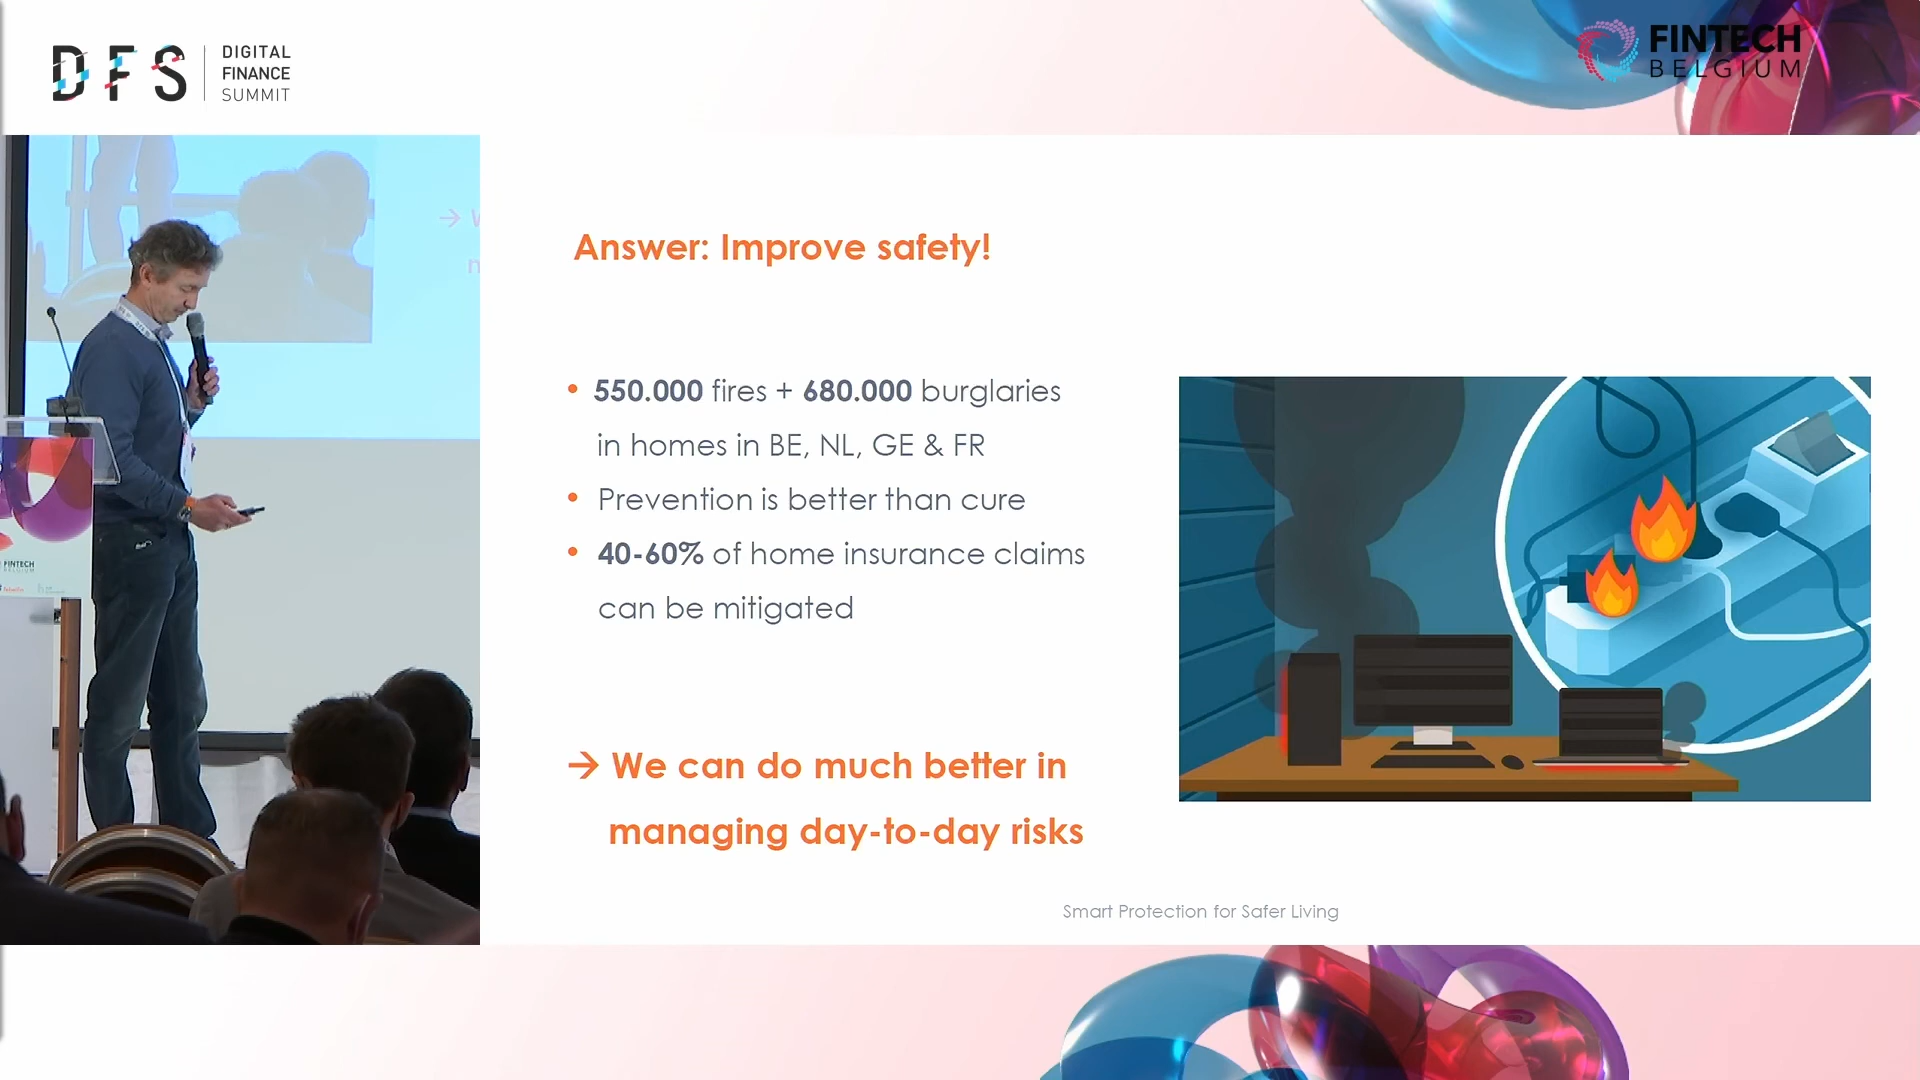 DFS
DIGITAL
FINANCE
SUMMIT
FINTECH
BELGIUM
Answer: Improve safety!
• 550.000 fires + 680.000 burglaries
in homes in BE, NL, GE & FR
• Prevention is better than cure
• 40-60% of home insurance claims
can be mitigated
→ We can do much better in
managing day-to-day risks
Smart Protection for Safer Living
FINTECH
BELGIUM